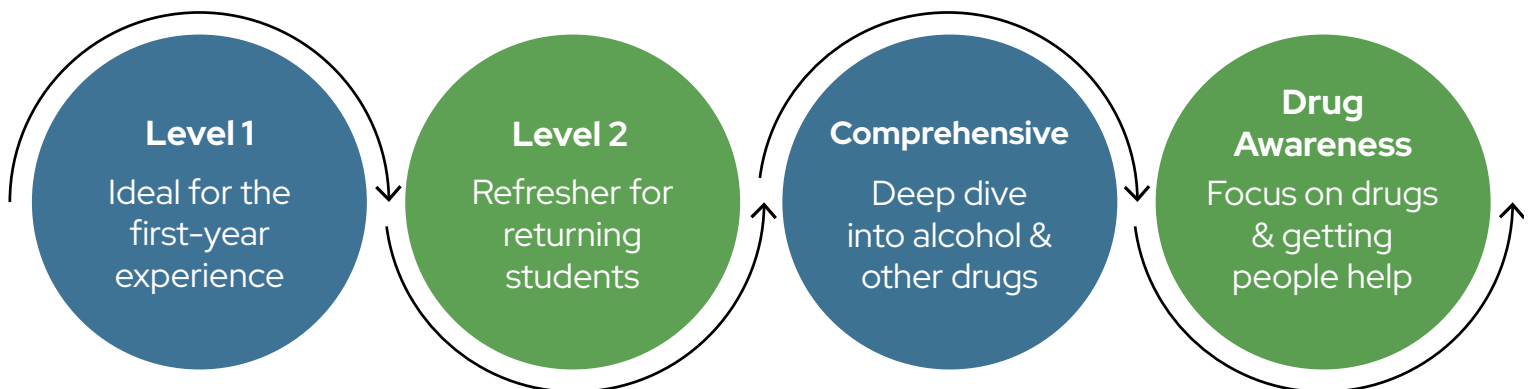 Level 1
Ideal for the
first-year
experience
Level 2
Refresher for
returning
students
Comprehensive
Deep dive
into alcohol &
other drugs
Drug
Awareness
Focus on drugs
& getting
people help